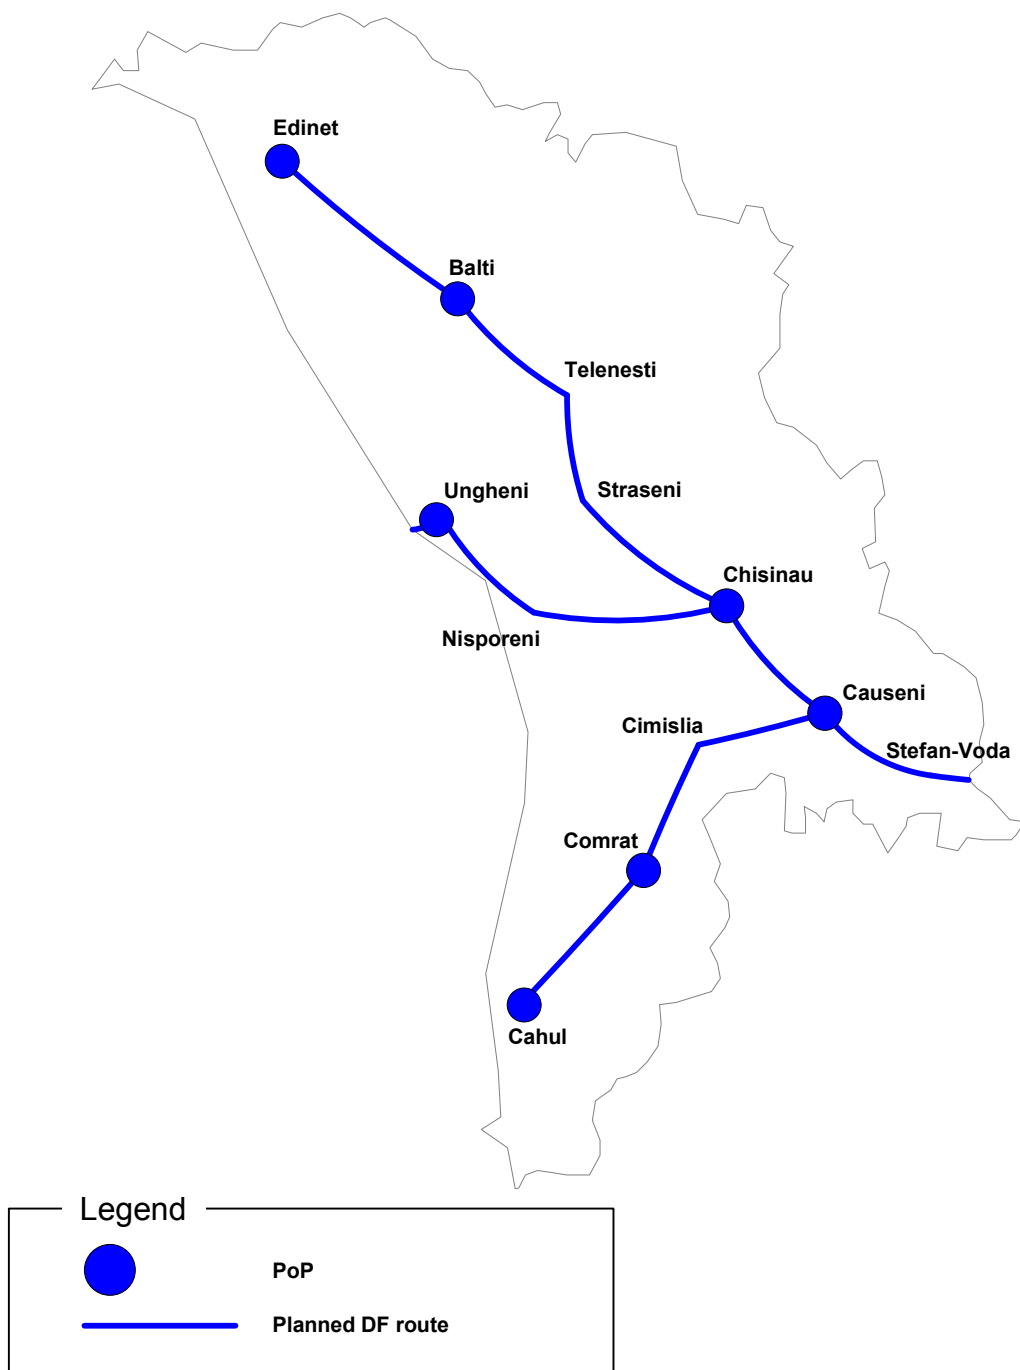 Edinet
Balti
Telenesti
Straseni
Ungheni
Chisinau
Nisporeni
Causeni
Cimislia
Stefan-Voda
Comrat
Cahul
Legend
PoP
Planned DF route